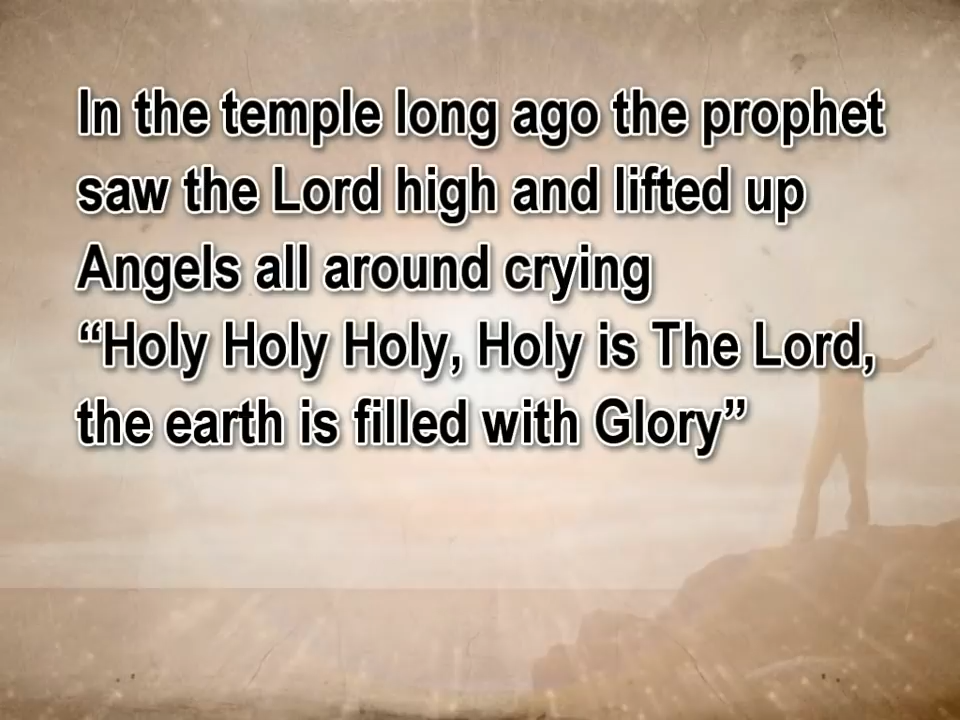 In the temple long ago the prophet
saw the Lord high and lifted up
Angels all around crying
“Holy Holy Holy, Holy is The Lord,
the earth is filled with Glory”